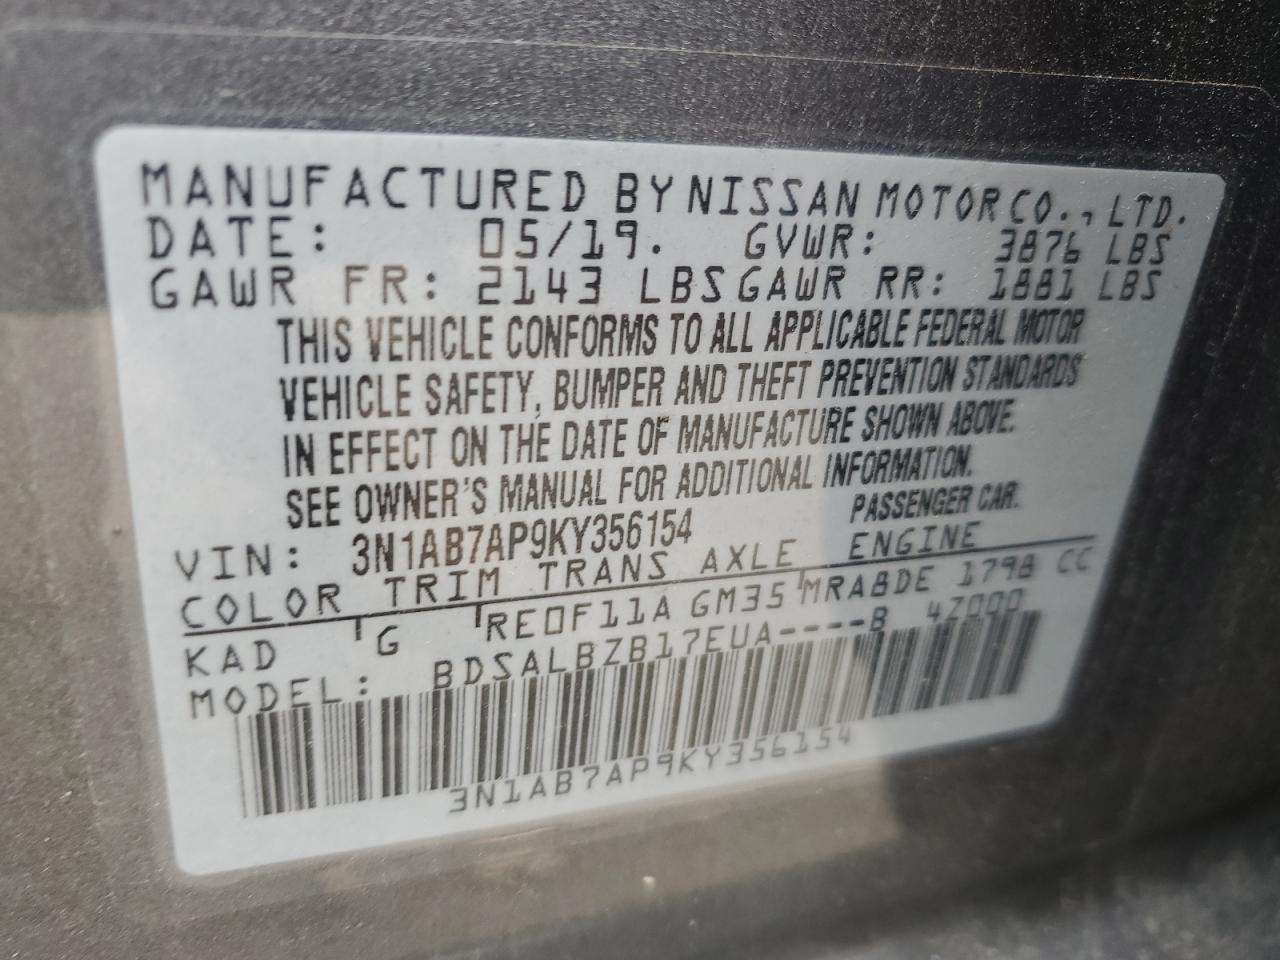 MANUFACTURED BY NISSAN MOTOR CO., LTD.
DATE: 05/19. GVWR: 3876 LBS
GAWR FR: 2143 LBS GAWR RR: 1881 LBS
THIS VEHICLE CONFORMS TO ALL APPLICABLE FEDERAL MOTOR
VEHICLE SAFETY, BUMPER AND THEFT PREVENTION STANDARDS
IN EFFECT ON THE DATE OF MANUFACTURE SHOWN ABOVE.
SEE OWNER'S MANUAL FOR ADDITIONAL INFORMATION.
VIN: 3N1AB7AP9KY356154 PASSENGER CAR.
COLOR TRIM TRANS AXLE ENGINE
KAD G RE0F11A GM35 MRA8DE 1798 CC
MODEL: BDSALBZB17EUA----B 4Z000
3N1AB7AP9KY356154